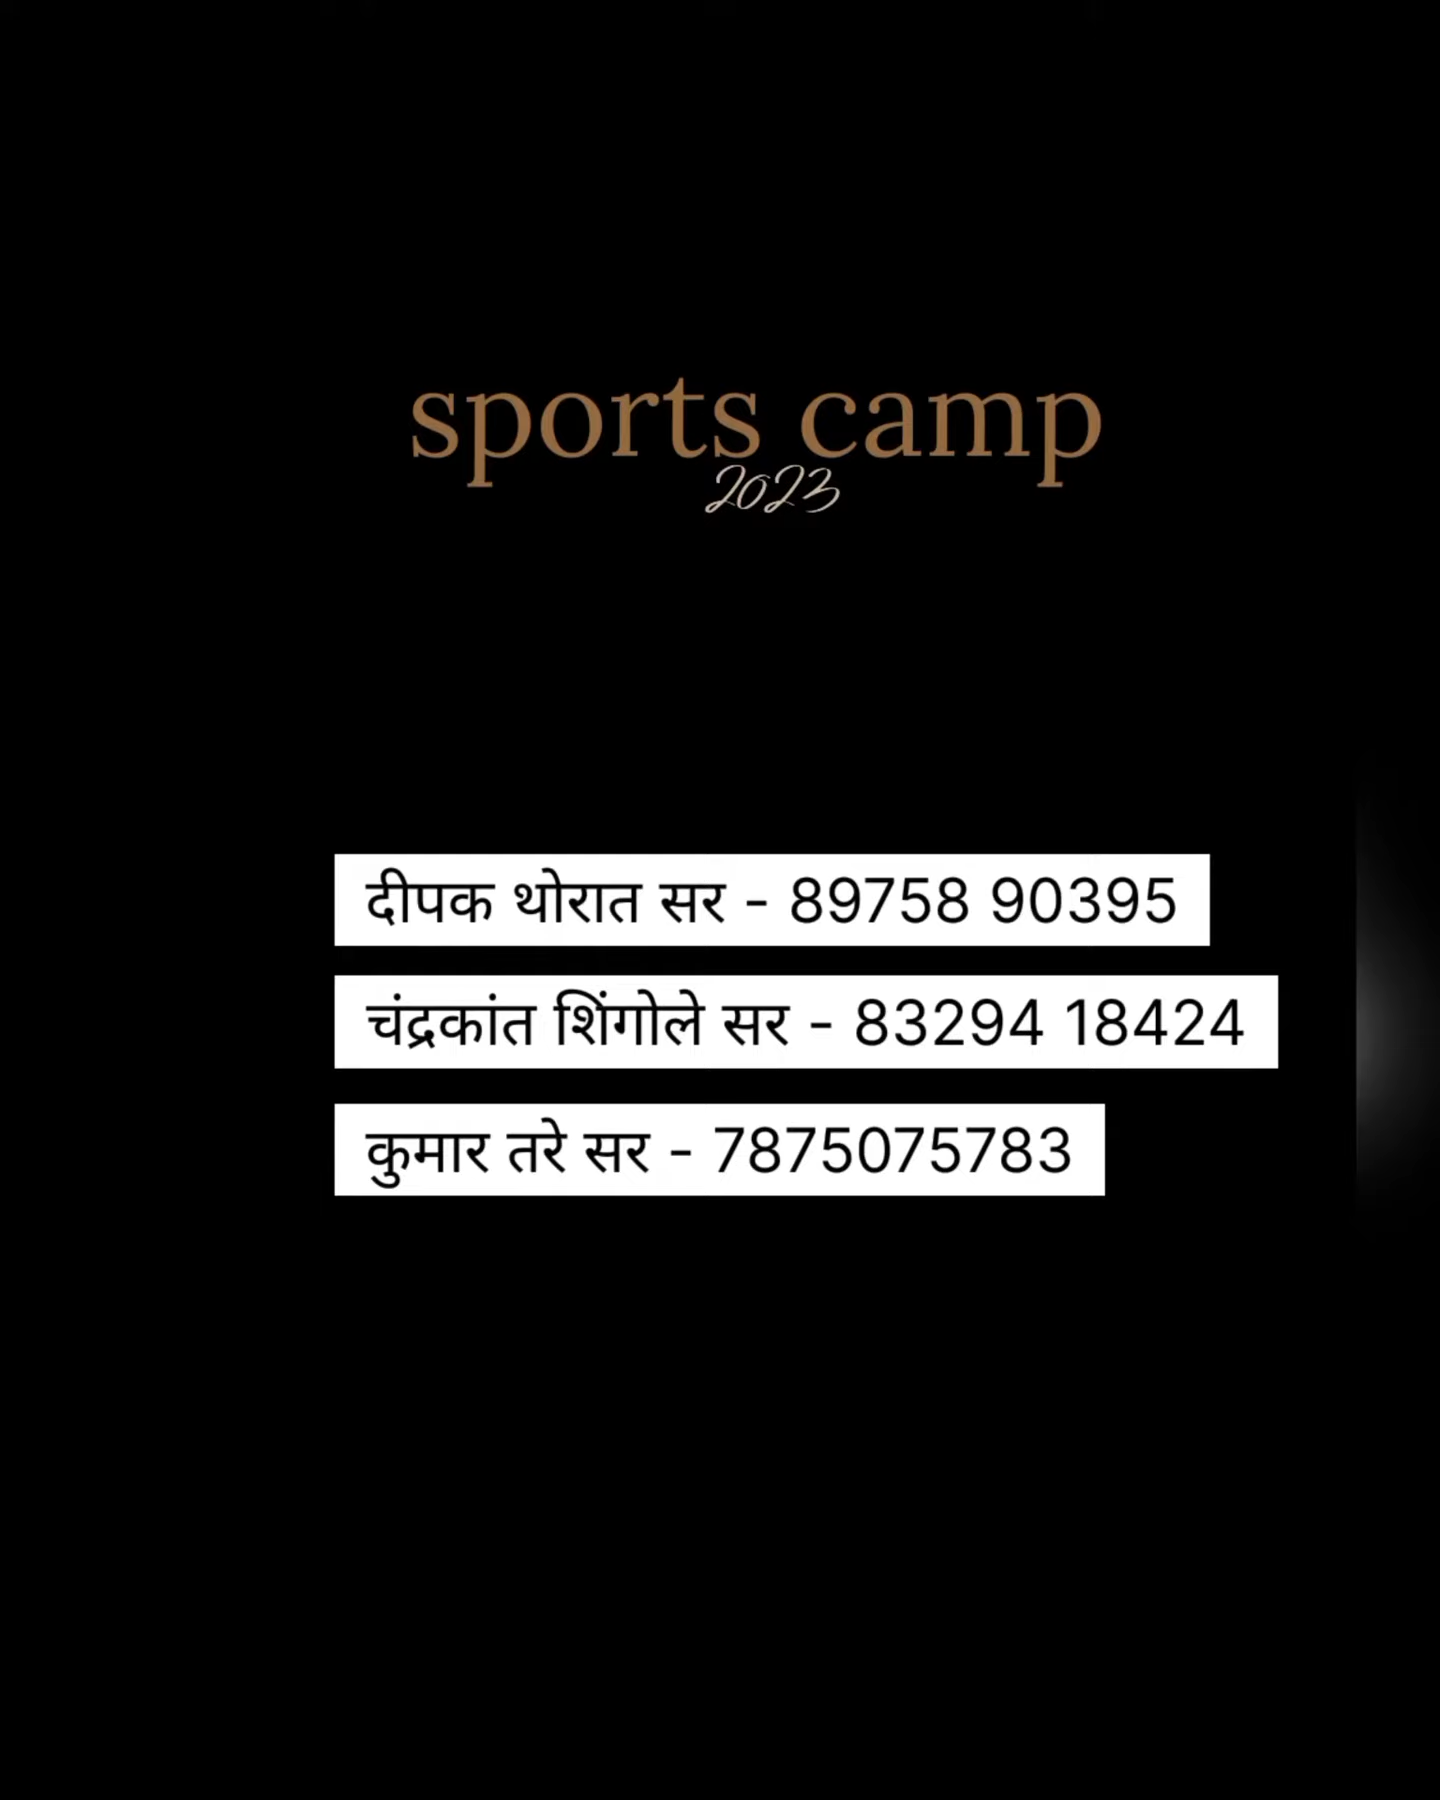 sports camp
2023
दीपक थोरात सर - 89758 90395
चंद्रकांत शिंगोले सर - 83294 18424
कुमार तरे सर - 7875075783